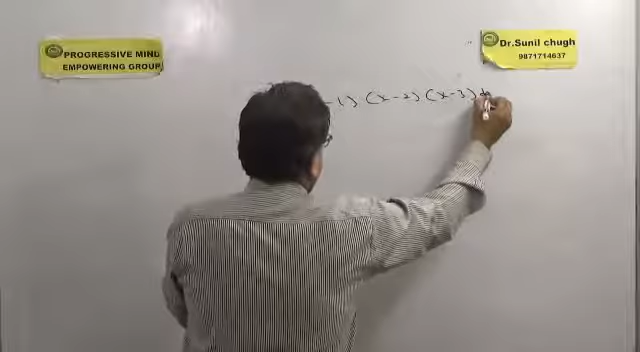 PROGRESSIVE MIND
EMPOWERING GROUP
Dr.Sunil chugh
9871714637
-1) (x-2) (x-3) d